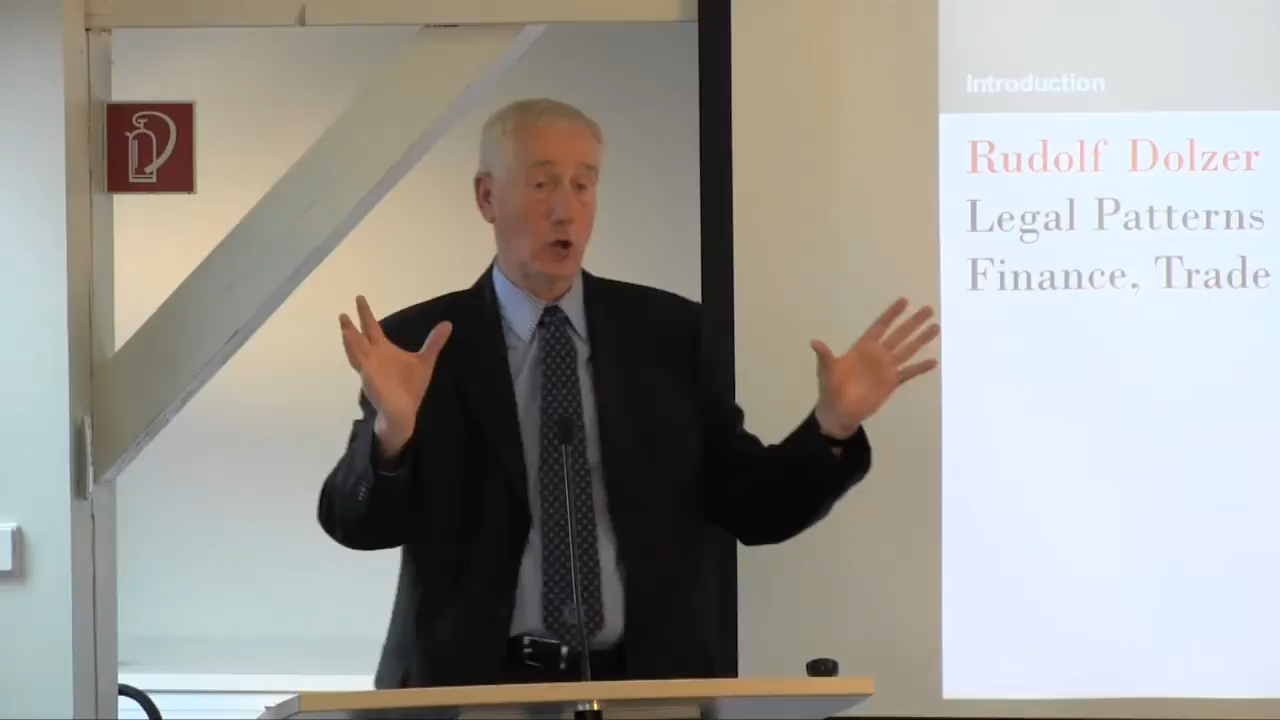 Introduction
Rudolf Dolzer
Legal Patterns
Finance, Trade